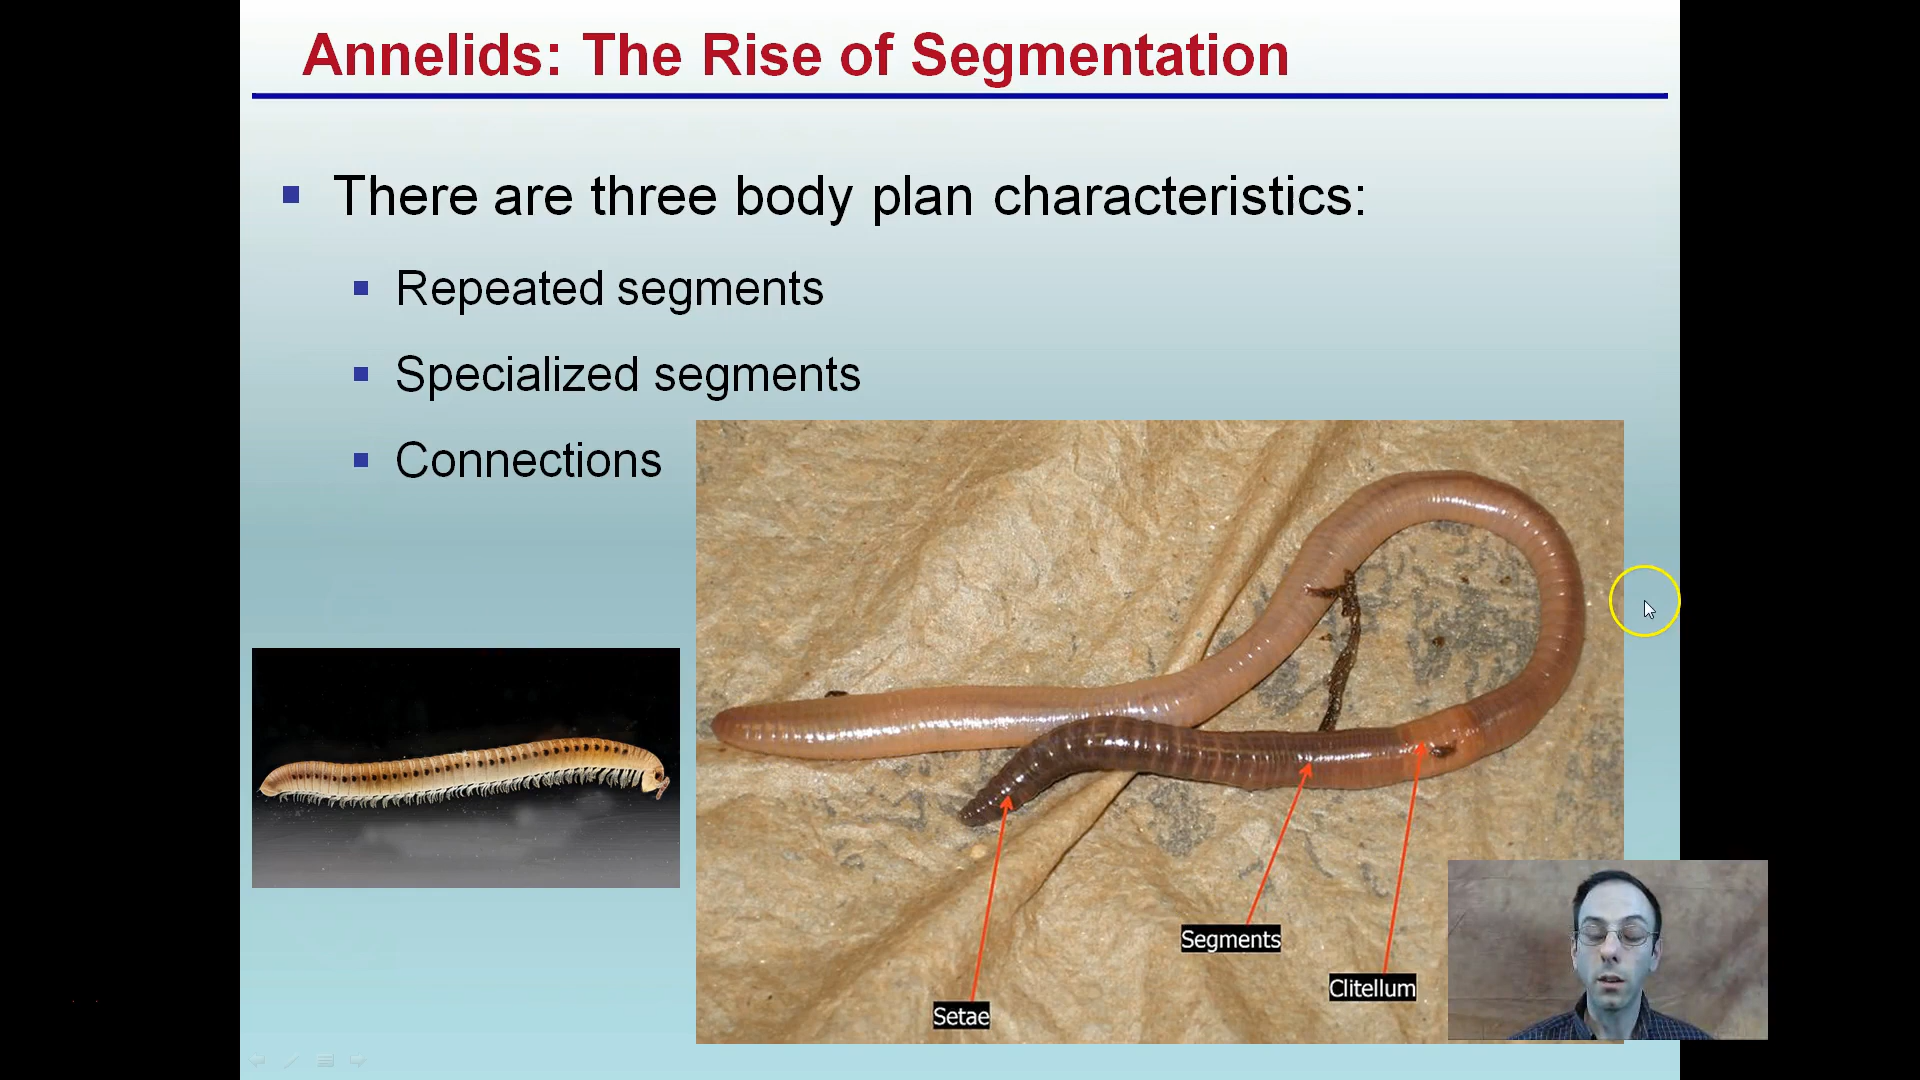 Annelids: The Rise of Segmentation
There are three body plan characteristics:
Repeated segments
Specialized segments
Connections
Segments
Clitellum
Setae